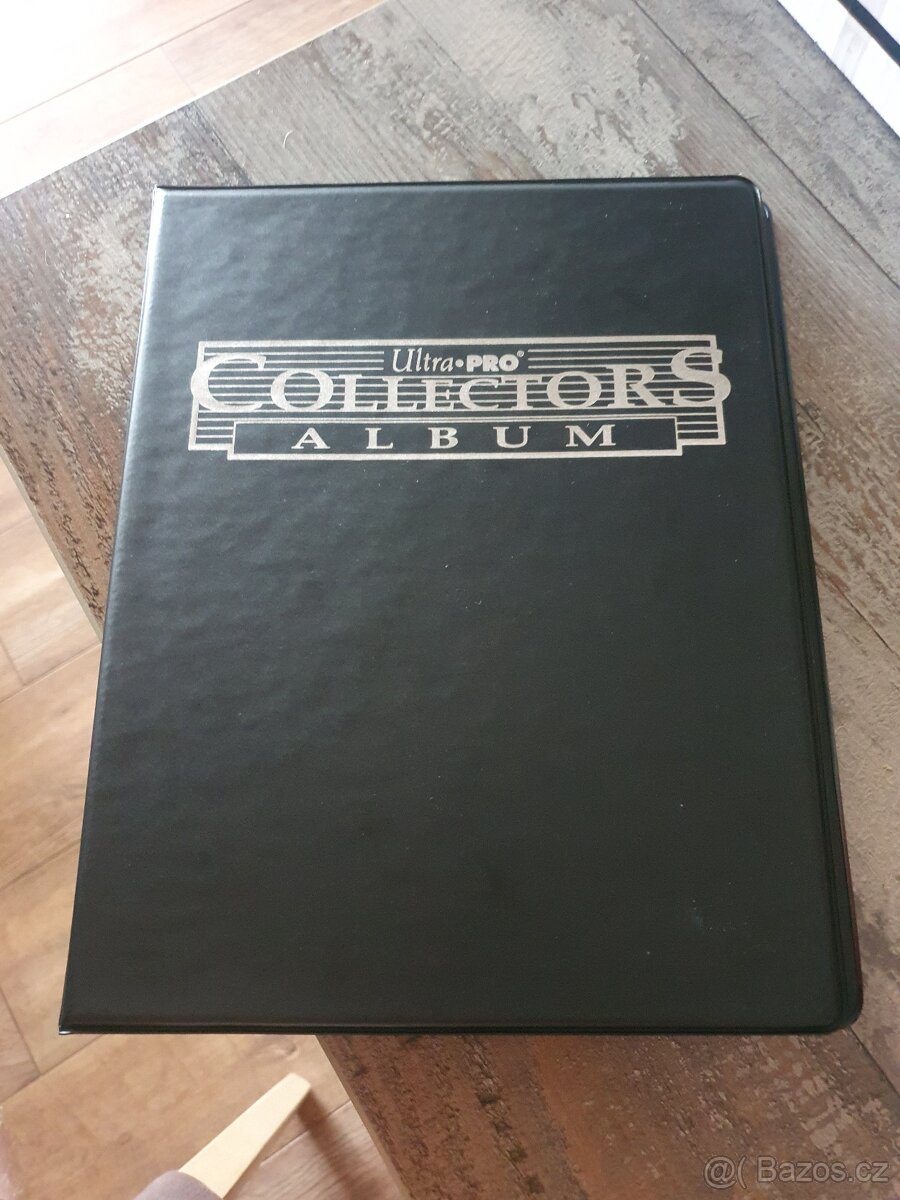 Ultra•PRO®
COLLECTORS
ALBUM
@( Bazos.cz